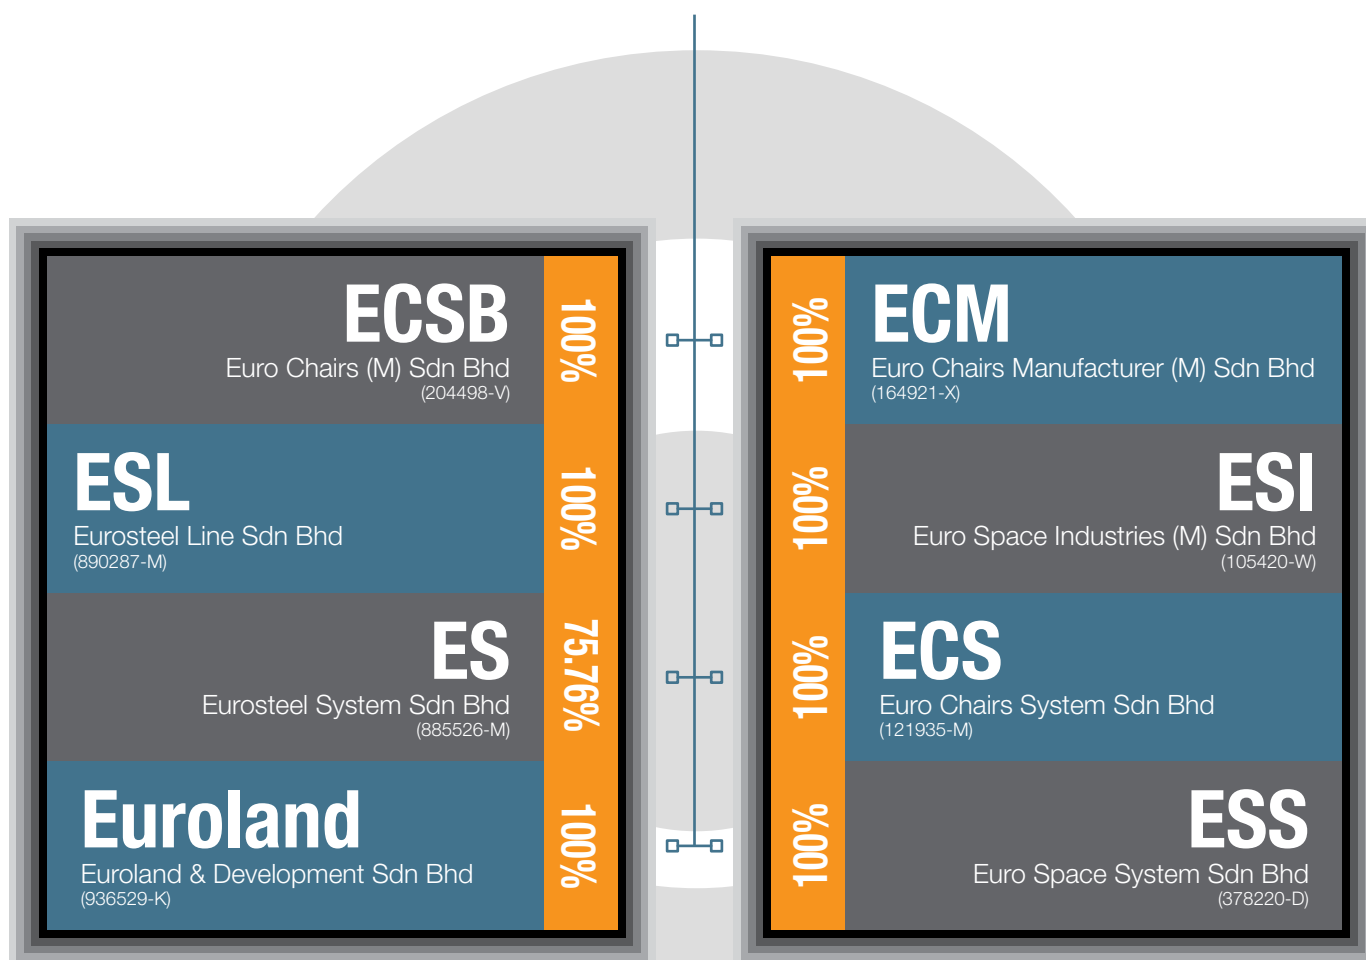 ECSB
Euro Chairs (M) Sdn Bhd
(204498-V)
100%
ESL
Eurosteel Line Sdn Bhd
(890287-M)
100%
ES
Eurosteel System Sdn Bhd
(885526-M)
75.76%
Euroland
Euroland & Development Sdn Bhd
(936529-K)
100%
100%
ECM
Euro Chairs Manufacturer (M) Sdn Bhd
(164921-X)
100%
ESI
Euro Space Industries (M) Sdn Bhd
(105420-W)
100%
ECS
Euro Chairs System Sdn Bhd
(121935-M)
100%
ESS
Euro Space System Sdn Bhd
(378220-D)